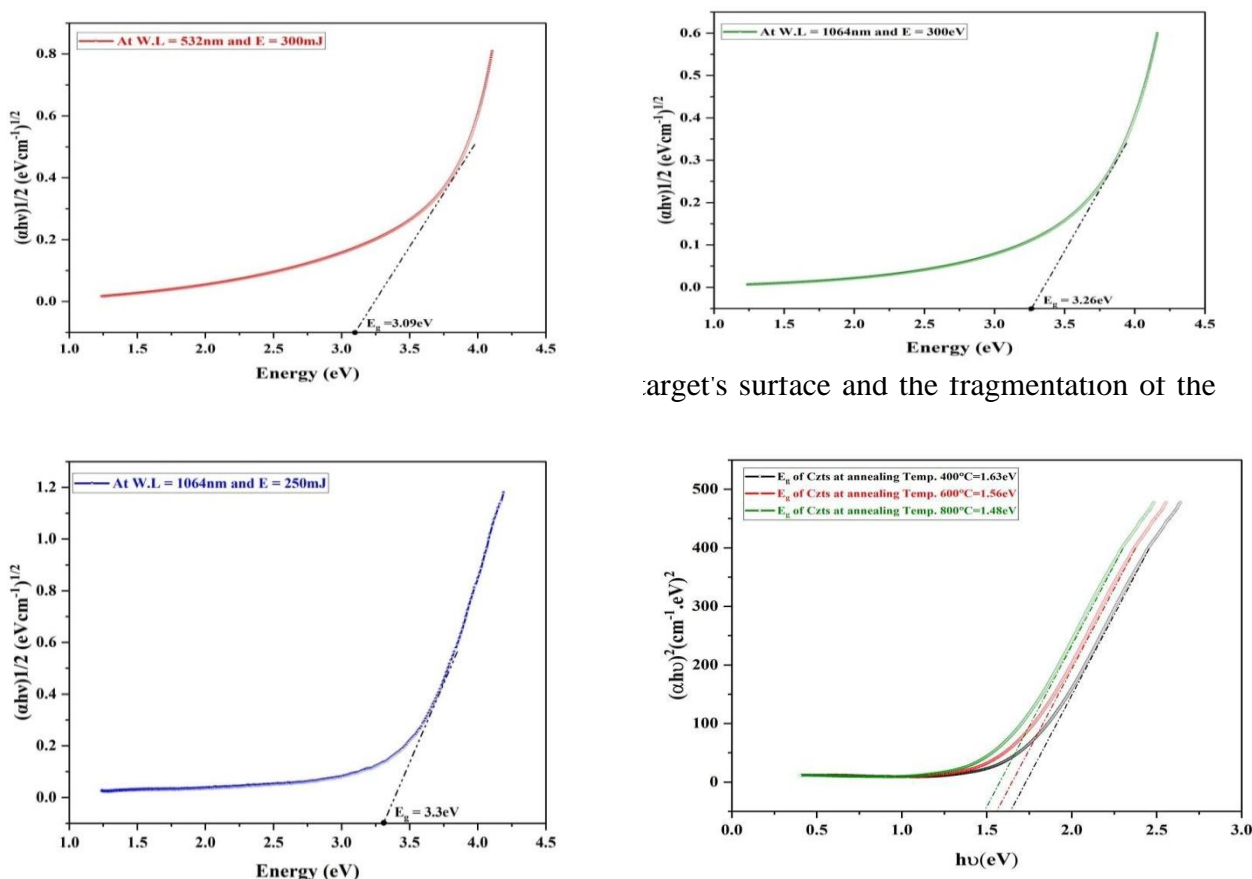 At W.L = 532nm and E = 300mJ
(αhν)1/2 (eVcm⁻¹)^1/2
0.8
0.6
0.4
0.2
0.0
E_g =3.09eV
1.0 1.5 2.0 2.5 3.0 3.5 4.0 4.5
Energy (eV)
At W.L = 1064nm and E = 300eV
(αhν)1/2 (eVcm⁻¹)^1/2
0.6
0.5
0.4
0.3
0.2
0.1
0.0
E_g = 3.26eV
1.0 1.5 2.0 2.5 3.0 3.5 4.0 4.5
Energy (eV)
target's surface and the fragmentation of the
At W.L = 1064nm and E = 250mJ
(αhν)1/2 (eVcm⁻¹)^1/2
1.2
1.0
0.8
0.6
0.4
0.2
0.0
E_g = 3.3eV
1.0 1.5 2.0 2.5 3.0 3.5 4.0 4.5
Energy (eV)
E_g of Czts at annealing Temp. 400°C=1.63eV
E_g of Czts at annealing Temp. 600°C=1.56eV
E_g of Czts at annealing Temp. 800°C=1.48eV
(αhυ)²(cm⁻¹.eV)²
500
400
300
200
100
0
0.0 0.5 1.0 1.5 2.0 2.5 3.0
hυ(eV)